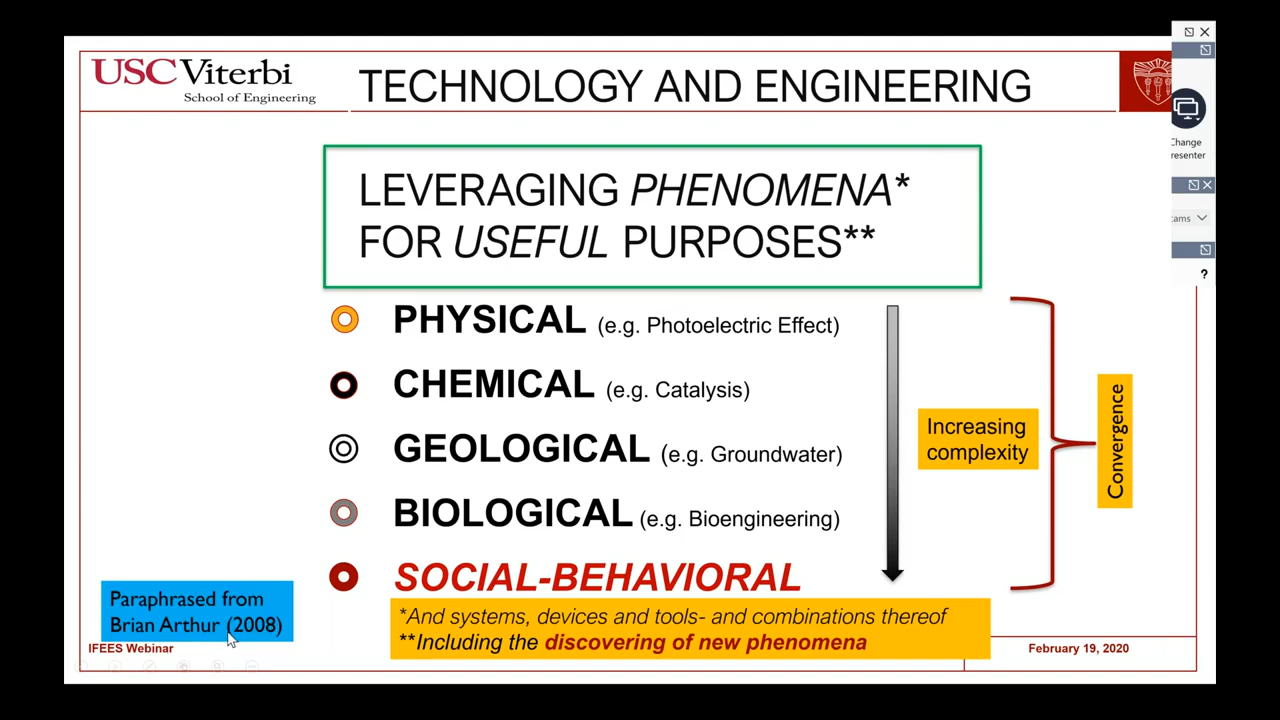 USC Viterbi
School of Engineering
TECHNOLOGY AND ENGINEERING
Change
resenter
LEVERAGING PHENOMENA*
FOR USEFUL PURPOSES**
ams
?
PHYSICAL (e.g. Photoelectric Effect)
CHEMICAL (e.g. Catalysis)
GEOLOGICAL (e.g. Groundwater)
BIOLOGICAL (e.g. Bioengineering)
SOCIAL-BEHAVIORAL
Increasing
complexity
Convergence
Paraphrased from
Brian Arthur (2008)
*And systems, devices and tools- and combinations thereof
**Including the discovering of new phenomena
IFEES Webinar
February 19, 2020